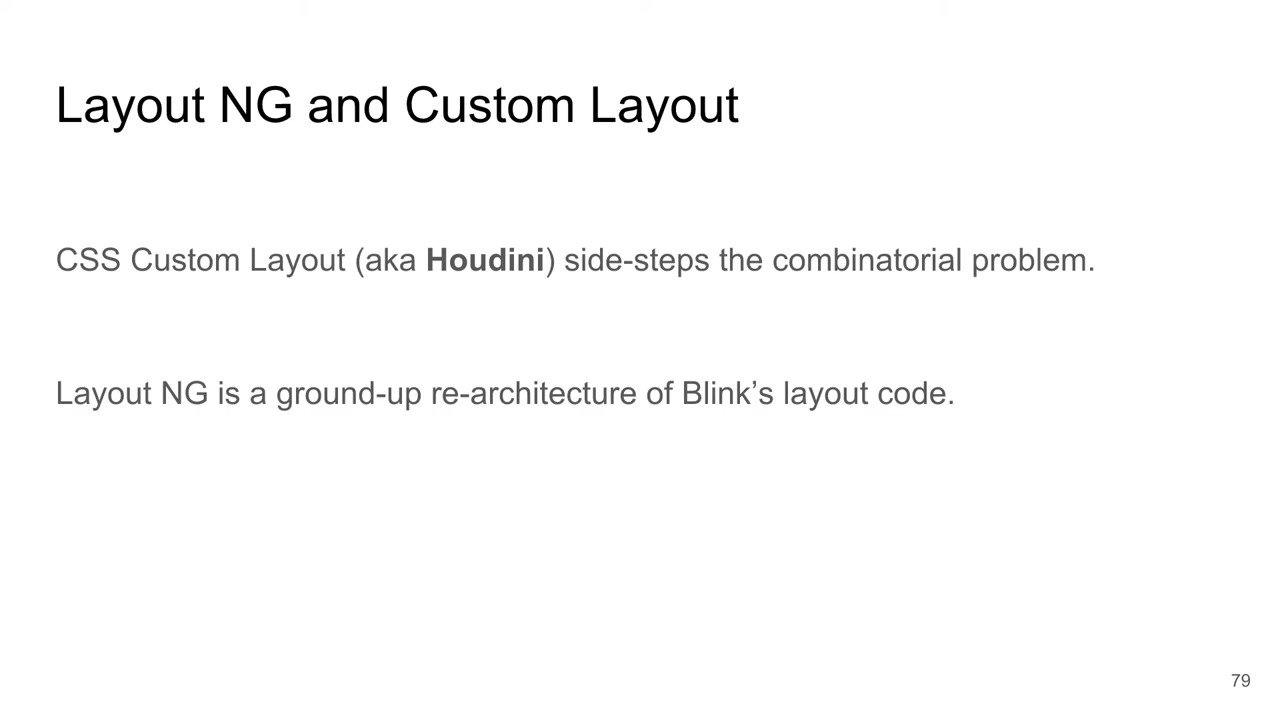 Layout NG and Custom Layout
CSS Custom Layout (aka Houdini) side-steps the combinatorial problem.
Layout NG is a ground-up re-architecture of Blink’s layout code.
79